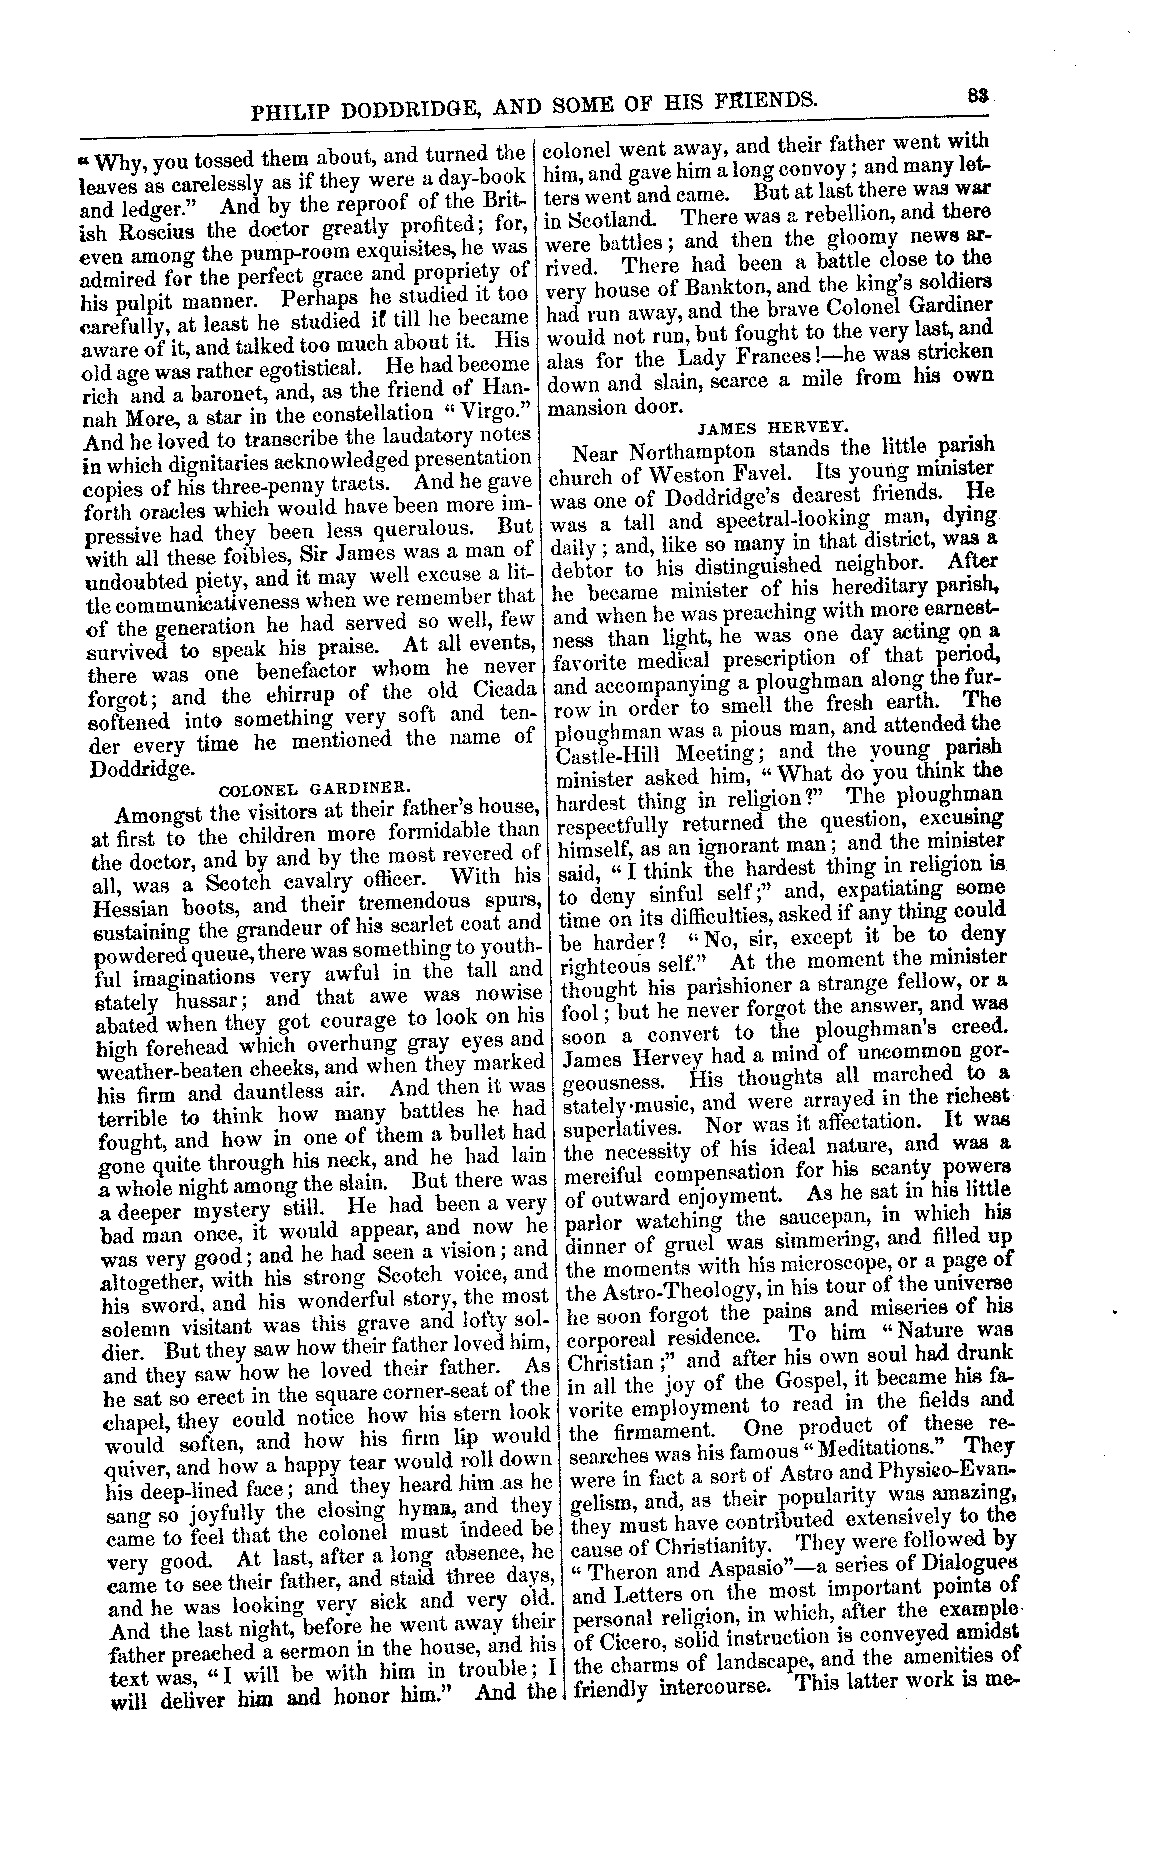 PHILIP DODDRIDGE, AND SOME OF HIS FRIENDS. 83
"Why, you tossed them about, and turned the
leaves as carelessly as if they were a day-book
and ledger." And by the reproof of the Brit-
ish Roscius the doctor greatly profited; for,
even among the pump-room exquisites, he was
admired for the perfect grace and propriety of
his pulpit manner. Perhaps he studied it too
carefully, at least he studied it till he became
aware of it, and talked too much about it. His
old age was rather egotistical. He had become
rich and a baronet, and, as the friend of Han-
nah More, a star in the constellation "Virgo."
And he loved to transcribe the laudatory notes
in which dignitaries acknowledged presentation
copies of his three-penny tracts. And he gave
forth oracles which would have been more im-
pressive had they been less querulous. But
with all these foibles, Sir James was a man of
undoubted piety, and it may well excuse a lit-
tle communicativeness when we remember that
of the generation he had served so well, few
survived to speak his praise. At all events,
there was one benefactor whom he never
forgot; and the chirrup of the old Cicada
softened into something very soft and ten-
der every time he mentioned the name of
Doddridge.
COLONEL GARDINER.
Amongst the visitors at their father's house,
at first to the children more formidable than
the doctor, and by and by the most revered of
all, was a Scotch cavalry officer. With his
Hessian boots, and their tremendous spurs,
sustaining the grandeur of his scarlet coat and
powdered queue, there was something to youth-
ful imaginations very awful in the tall and
stately hussar; and that awe was nowise
abated when they got courage to look on his
high forehead which overhung gray eyes and
weather-beaten cheeks, and when they marked
his firm and dauntless air. And then it was
terrible to think how many battles he had
fought, and how in one of them a bullet had
gone quite through his neck, and he had lain
a whole night among the slain. But there was
a deeper mystery still. He had been a very
bad man once, it would appear, and now he
was very good; and he had seen a vision; and
altogether, with his strong Scotch voice, and
his sword, and his wonderful story, the most
solemn visitant was this grave and lofty sol-
dier. But they saw how their father loved him,
and they saw how he loved their father. As
he sat so erect in the square corner-seat of the
chapel, they could notice how his stern look
would soften, and how his firm lip would
quiver, and how a happy tear would roll down
his deep-lined face; and they heard him as he
sang so joyfully the closing hymn, and they
came to feel that the colonel must indeed be
very good. At last, after a long absence, he
came to see their father, and staid three days,
and he was looking very sick and very old.
And the last night, before he went away their
father preached a sermon in the house, and his
text was, "I will be with him in trouble; I
will deliver him and honor him." And the
colonel went away, and their father went with
him, and gave him a long convoy; and many let-
ters went and came. But at last there was war
in Scotland. There was a rebellion, and there
were battles; and then the gloomy news ar-
rived. There had been a battle close to the
very house of Bankton, and the king's soldiers
had run away, and the brave Colonel Gardiner
would not run, but fought to the very last, and
alas for the Lady Frances!—he was stricken
down and slain, scarce a mile from his own
mansion door.
JAMES HERVEY.
Near Northampton stands the little parish
church of Weston Favel. Its young minister
was one of Doddridge's dearest friends. He
was a tall and spectral-looking man, dying
daily; and, like so many in that district, was a
debtor to his distinguished neighbor. After
he became minister of his hereditary parish,
and when he was preaching with more earnest-
ness than light, he was one day acting on a
favorite medical prescription of that period,
and accompanying a ploughman along the fur-
row in order to smell the fresh earth. The
ploughman was a pious man, and attended the
Castle-Hill Meeting; and the young parish
minister asked him, "What do you think the
hardest thing in religion?" The ploughman
respectfully returned the question, excusing
himself, as an ignorant man; and the minister
said, "I think the hardest thing in religion is
to deny sinful self;" and, expatiating some
time on its difficulties, asked if any thing could
be harder? "No, sir, except it be to deny
righteous self." At the moment the minister
thought his parishioner a strange fellow, or a
fool; but he never forgot the answer, and was
soon a convert to the ploughman's creed.
James Hervey had a mind of uncommon gor-
geousness. His thoughts all marched to a
stately music, and were arrayed in the richest
superlatives. Nor was it affectation. It was
the necessity of his ideal nature, and was a
merciful compensation for his scanty powers
of outward enjoyment. As he sat in his little
parlor watching the saucepan, in which his
dinner of gruel was simmering, and filled up
the moments with his microscope, or a page of
the Astro-Theology, in his tour of the universe
he soon forgot the pains and miseries of his
corporeal residence. To him "Nature was
Christian;" and after his own soul had drunk
in all the joy of the Gospel, it became his fa-
vorite employment to read in the fields and
the firmament. One product of these re-
searches was his famous "Meditations." They
were in fact a sort of Astro and Physico-Evan-
gelism, and, as their popularity was amazing,
they must have contributed extensively to the
cause of Christianity. They were followed by
"Theron and Aspasio"—a series of Dialogues
and Letters on the most important points of
personal religion, in which, after the example
of Cicero, solid instruction is conveyed amidst
the charms of landscape, and the amenities of
friendly intercourse. This latter work is me-